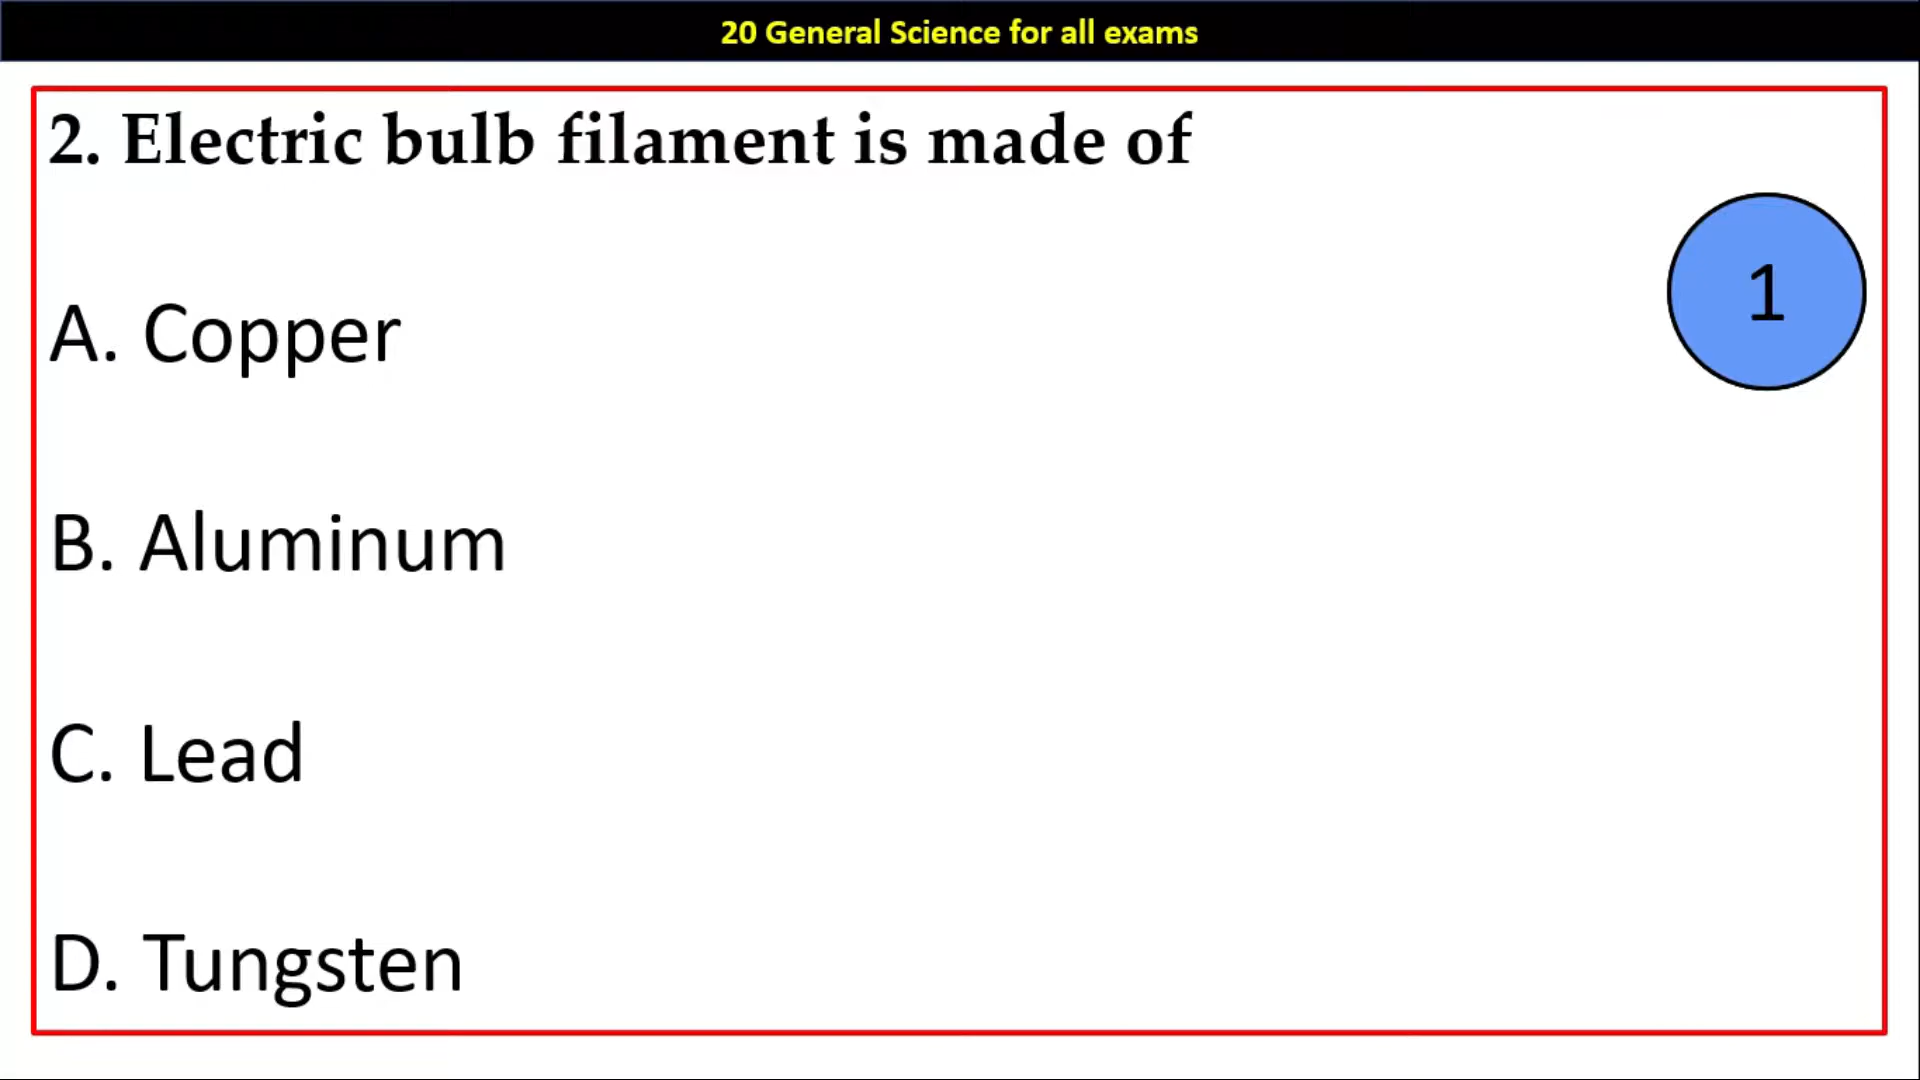 20 General Science for all exams
2. Electric bulb filament is made of
1
A. Copper
B. Aluminum
C. Lead
D. Tungsten